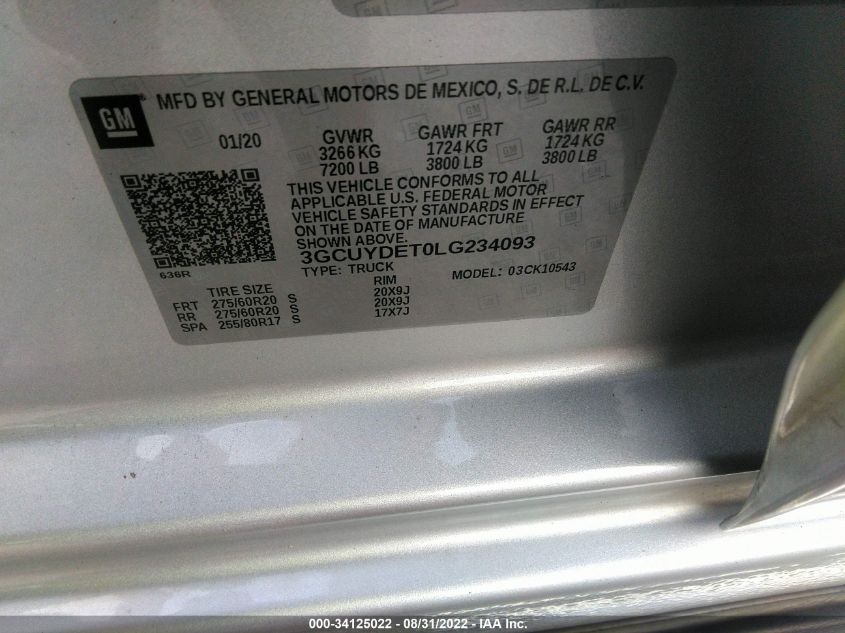 GM
MFD BY GENERAL MOTORS DE MEXICO, S. DE R.L. DE C.V.
01/20 GVWR GAWR FRT GAWR RR
3266 KG 1724 KG 1724 KG
7200 LB 3800 LB 3800 LB
THIS VEHICLE CONFORMS TO ALL
APPLICABLE U.S. FEDERAL MOTOR
VEHICLE SAFETY STANDARDS IN EFFECT
ON THE DATE OF MANUFACTURE
SHOWN ABOVE.
3GCUYDET0LG234093
636R TYPE: TRUCK MODEL: 03CK10543
TIRE SIZE RIM
FRT 275/60R20 S 20X9J
RR 275/60R20 S 20X9J
SPA 255/80R17 S 17X7J
000-34125022 - 08/31/2022 - IAA Inc.